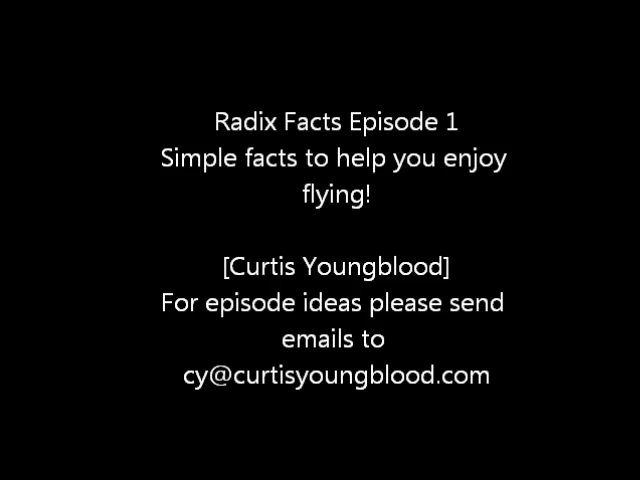 Radix Facts Episode 1
Simple facts to help you enjoy
flying!
[Curtis Youngblood]
For episode ideas please send
emails to
cy@curtisyoungblood.com